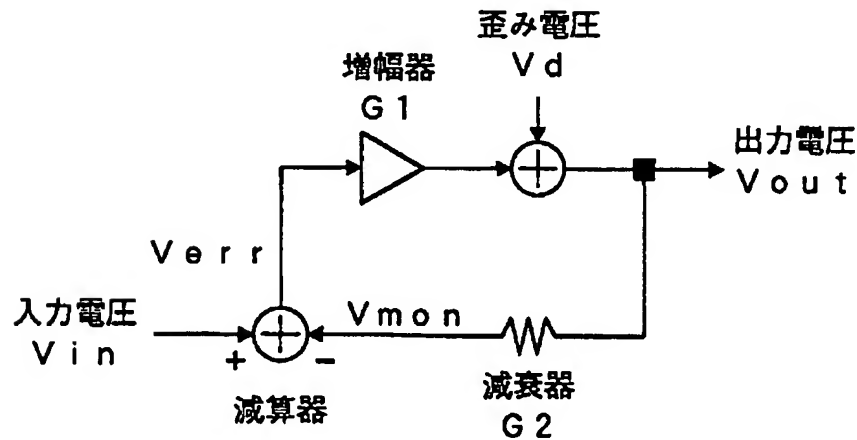 歪み電圧
Vd
増幅器
G1
出力電圧
Vout
Verr
入力電圧
Vin
+
-
Vmon
減算器
減衰器
G2